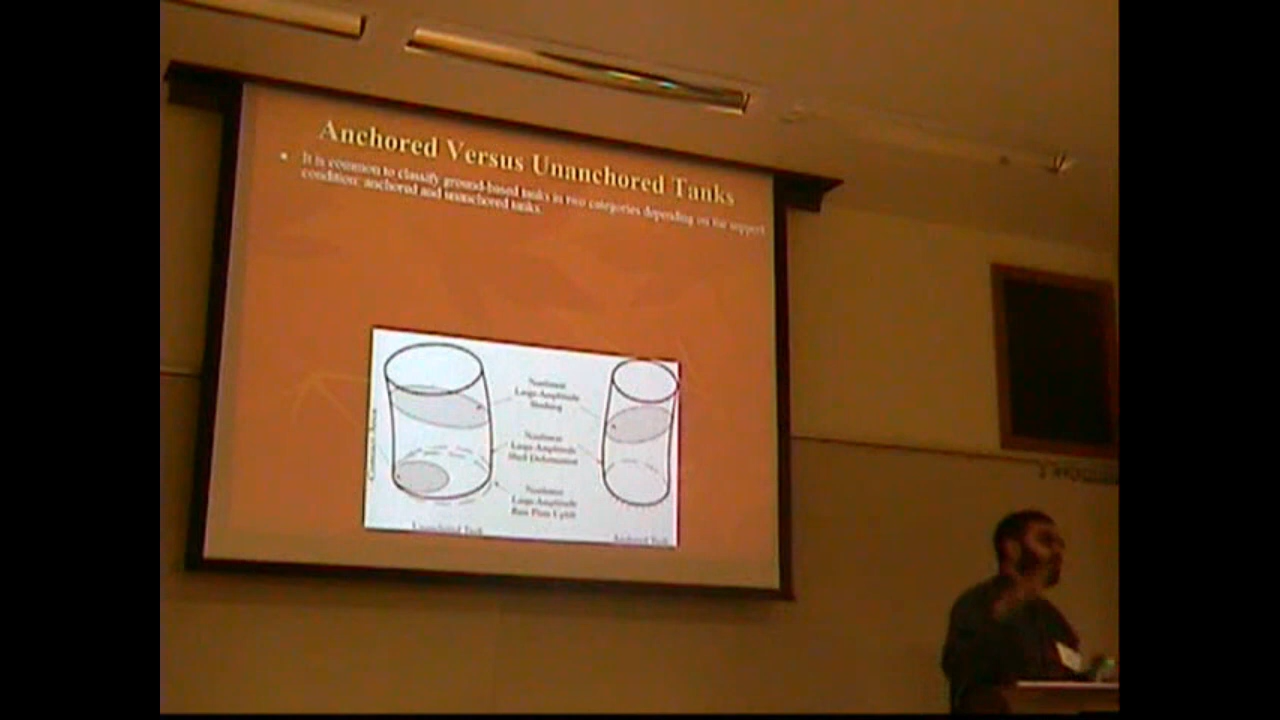 Anchored Versus Unanchored Tanks
• It is common to classify ground-based tanks in two categories depending on the support
condition: anchored and unanchored tanks.
Nonlinear
Large-Amplitude
Sloshing
Nonlinear
Large-Amplitude
Shell Deformation
Nonlinear
Large-Amplitude
Base Plate Uplift
Contact Area
Unanchored Tank
Anchored Tank